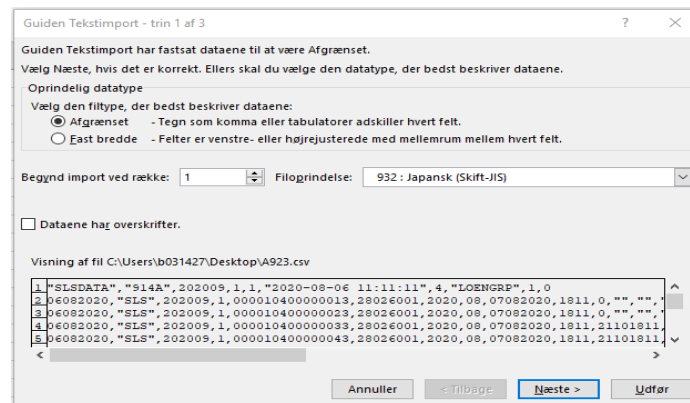 Guiden Tekstimport - trin 1 af 3
Guiden Tekstimport har fastsat dataene til at være Afgrænset.
Vælg Næste, hvis det er korrekt. Ellers skal du vælge den datatype, der bedst beskriver dataene.
Oprindelig datatype
Vælg den filtype, der bedst beskriver dataene:
Afgrænset - Tegn som komma eller tabulatorer adskiller hvert felt.
Fast bredde - Felter er venstre- eller højrejusterede med mellemrum mellem hvert felt.
Begynd import ved række: 1 Filoprindelse: 932 : Japansk (Skift-JIS)
Dataene har overskrifter.
Visning af fil C:\Users\b031427\Desktop\A923.csv
1 "SLSDATA","914A",202009,1,1,"2020-08-06 11:11:11",4,"LOENGRP",1,0
2 06082020,"SLS",202009,1,000010400000013,28026001,2020,08,07082020,1811,0,"","","
3 06082020,"SLS",202009,1,000010400000023,28026001,2020,08,07082020,1811,0,"","","
4 06082020,"SLS",202009,1,000010400000033,28026001,2020,08,07082020,1811,21101811,
5 06082020,"SLS",202009,1,000010400000043,28026001,2020,08,07082020,1811,21101811,
Annuller < Tilbage Næste > Udfør